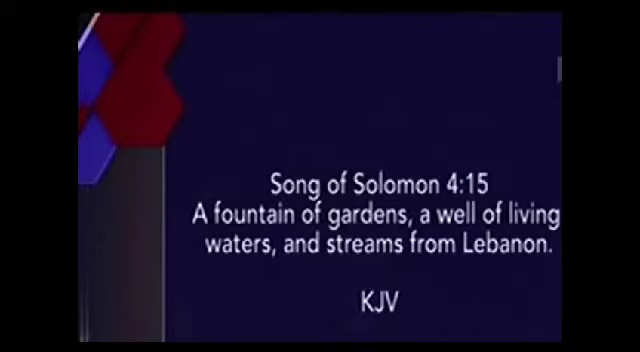 Song of Solomon 4:15
A fountain of gardens, a well of living
waters, and streams from Lebanon.
KJV